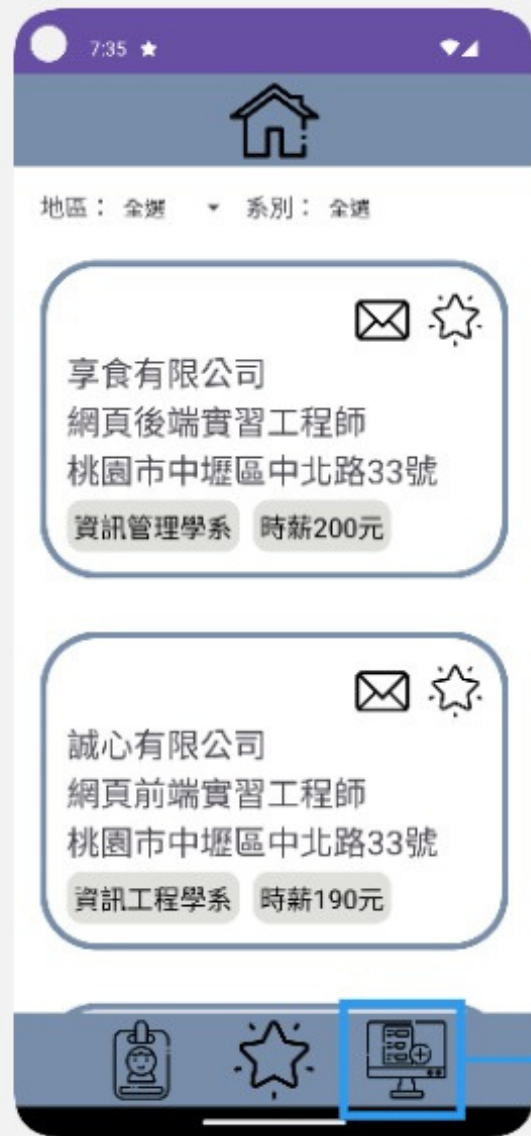 7:35
地區： 全選 系別： 全選
享食有限公司
網頁後端實習工程師
桃園市中壢區中北路33號
資訊管理學系 時薪200元
誠心有限公司
網頁前端實習工程師
桃園市中壢區中北路33號
資訊工程學系 時薪190元